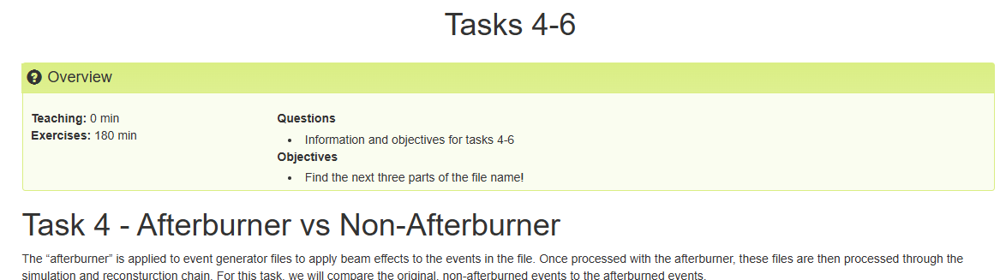 Tasks 4-6
Overview
Teaching: 0 min
Exercises: 180 min
Questions
• Information and objectives for tasks 4-6
Objectives
• Find the next three parts of the file name!
Task 4 - Afterburner vs Non-Afterburner
The “afterburner” is applied to event generator files to apply beam effects to the events in the file. Once processed with the afterburner, these files are then processed through the
simulation and reconsturction chain. For this task, we will compare the original, non-afterburned events to the afterburned events.